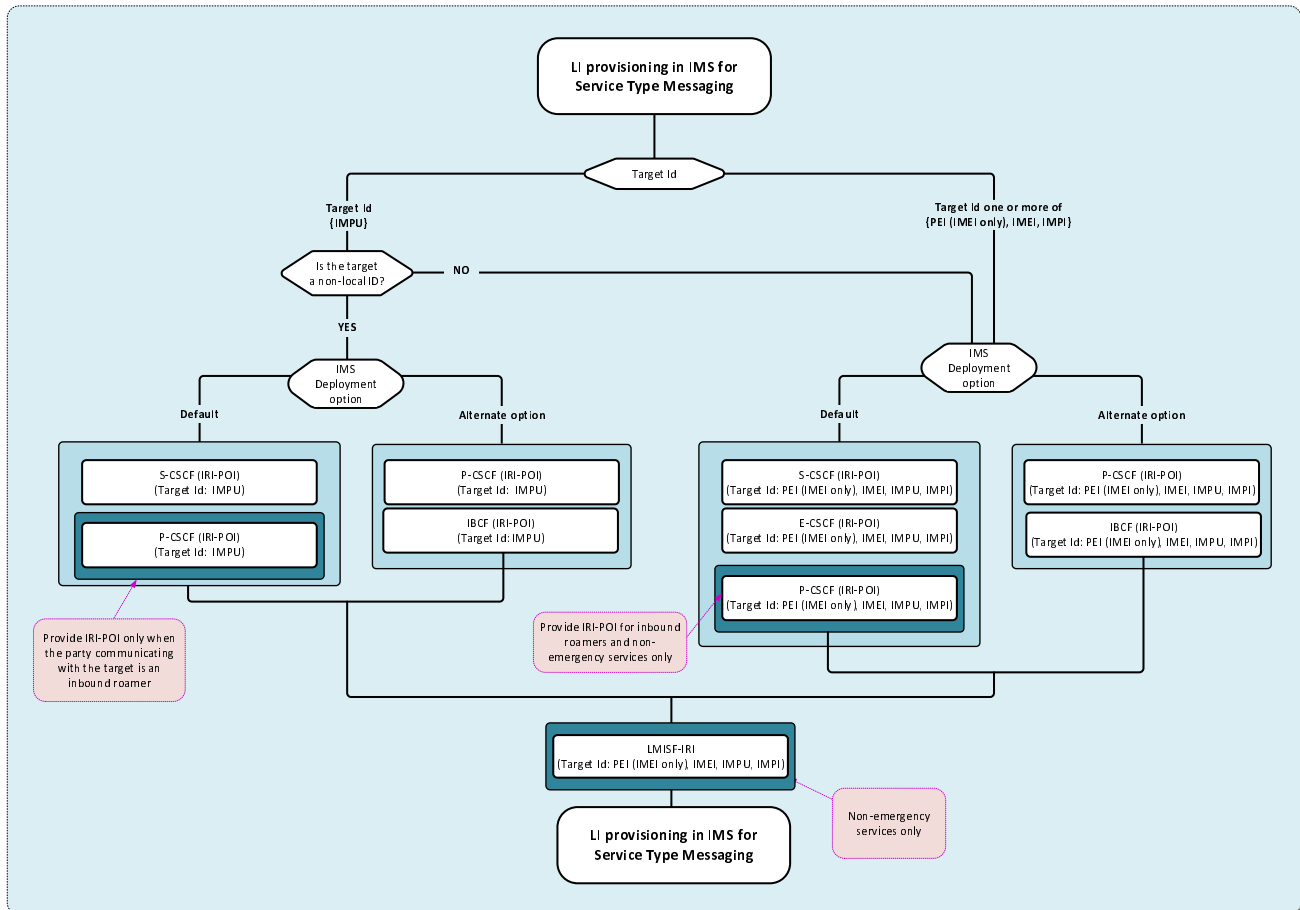 LI provisioning in IMS for
Service Type Messaging
Target Id
Target Id
{IMPU}
Target Id one or more of
{PEI (IMEI only), IMEI, IMPI}
Is the target
a non-local ID?
NO
YES
IMS
Deployment
option
IMS
Deployment
option
Default
Alternate option
Default
Alternate option
S-CSCF (IRI-POI)
(Target Id: IMPU)
P-CSCF (IRI-POI)
(Target Id: IMPU)
P-CSCF (IRI-POI)
(Target Id: IMPU)
IBCF (IRI-POI)
(Target Id: IMPU)
S-CSCF (IRI-POI)
(Target Id: PEI (IMEI only), IMEI, IMPU, IMPI)
E-CSCF (IRI-POI)
(Target Id: PEI (IMEI only), IMEI, IMPU, IMPI)
P-CSCF (IRI-POI)
(Target Id: PEI (IMEI only), IMEI, IMPU, IMPI)
P-CSCF (IRI-POI)
(Target Id: PEI (IMEI only), IMEI, IMPU, IMPI)
IBCF (IRI-POI)
(Target Id: PEI (IMEI only), IMEI, IMPU, IMPI)
Provide IRI-POI only when
the party communicating
with the target is an
inbound roamer
Provide IRI-POI for inbound
roamers and non-
emergency services only
LMISF-IRI
(Target Id: PEI (IMEI only), IMEI, IMPU, IMPI)
Non-emergency
services only
LI provisioning in IMS for
Service Type Messaging